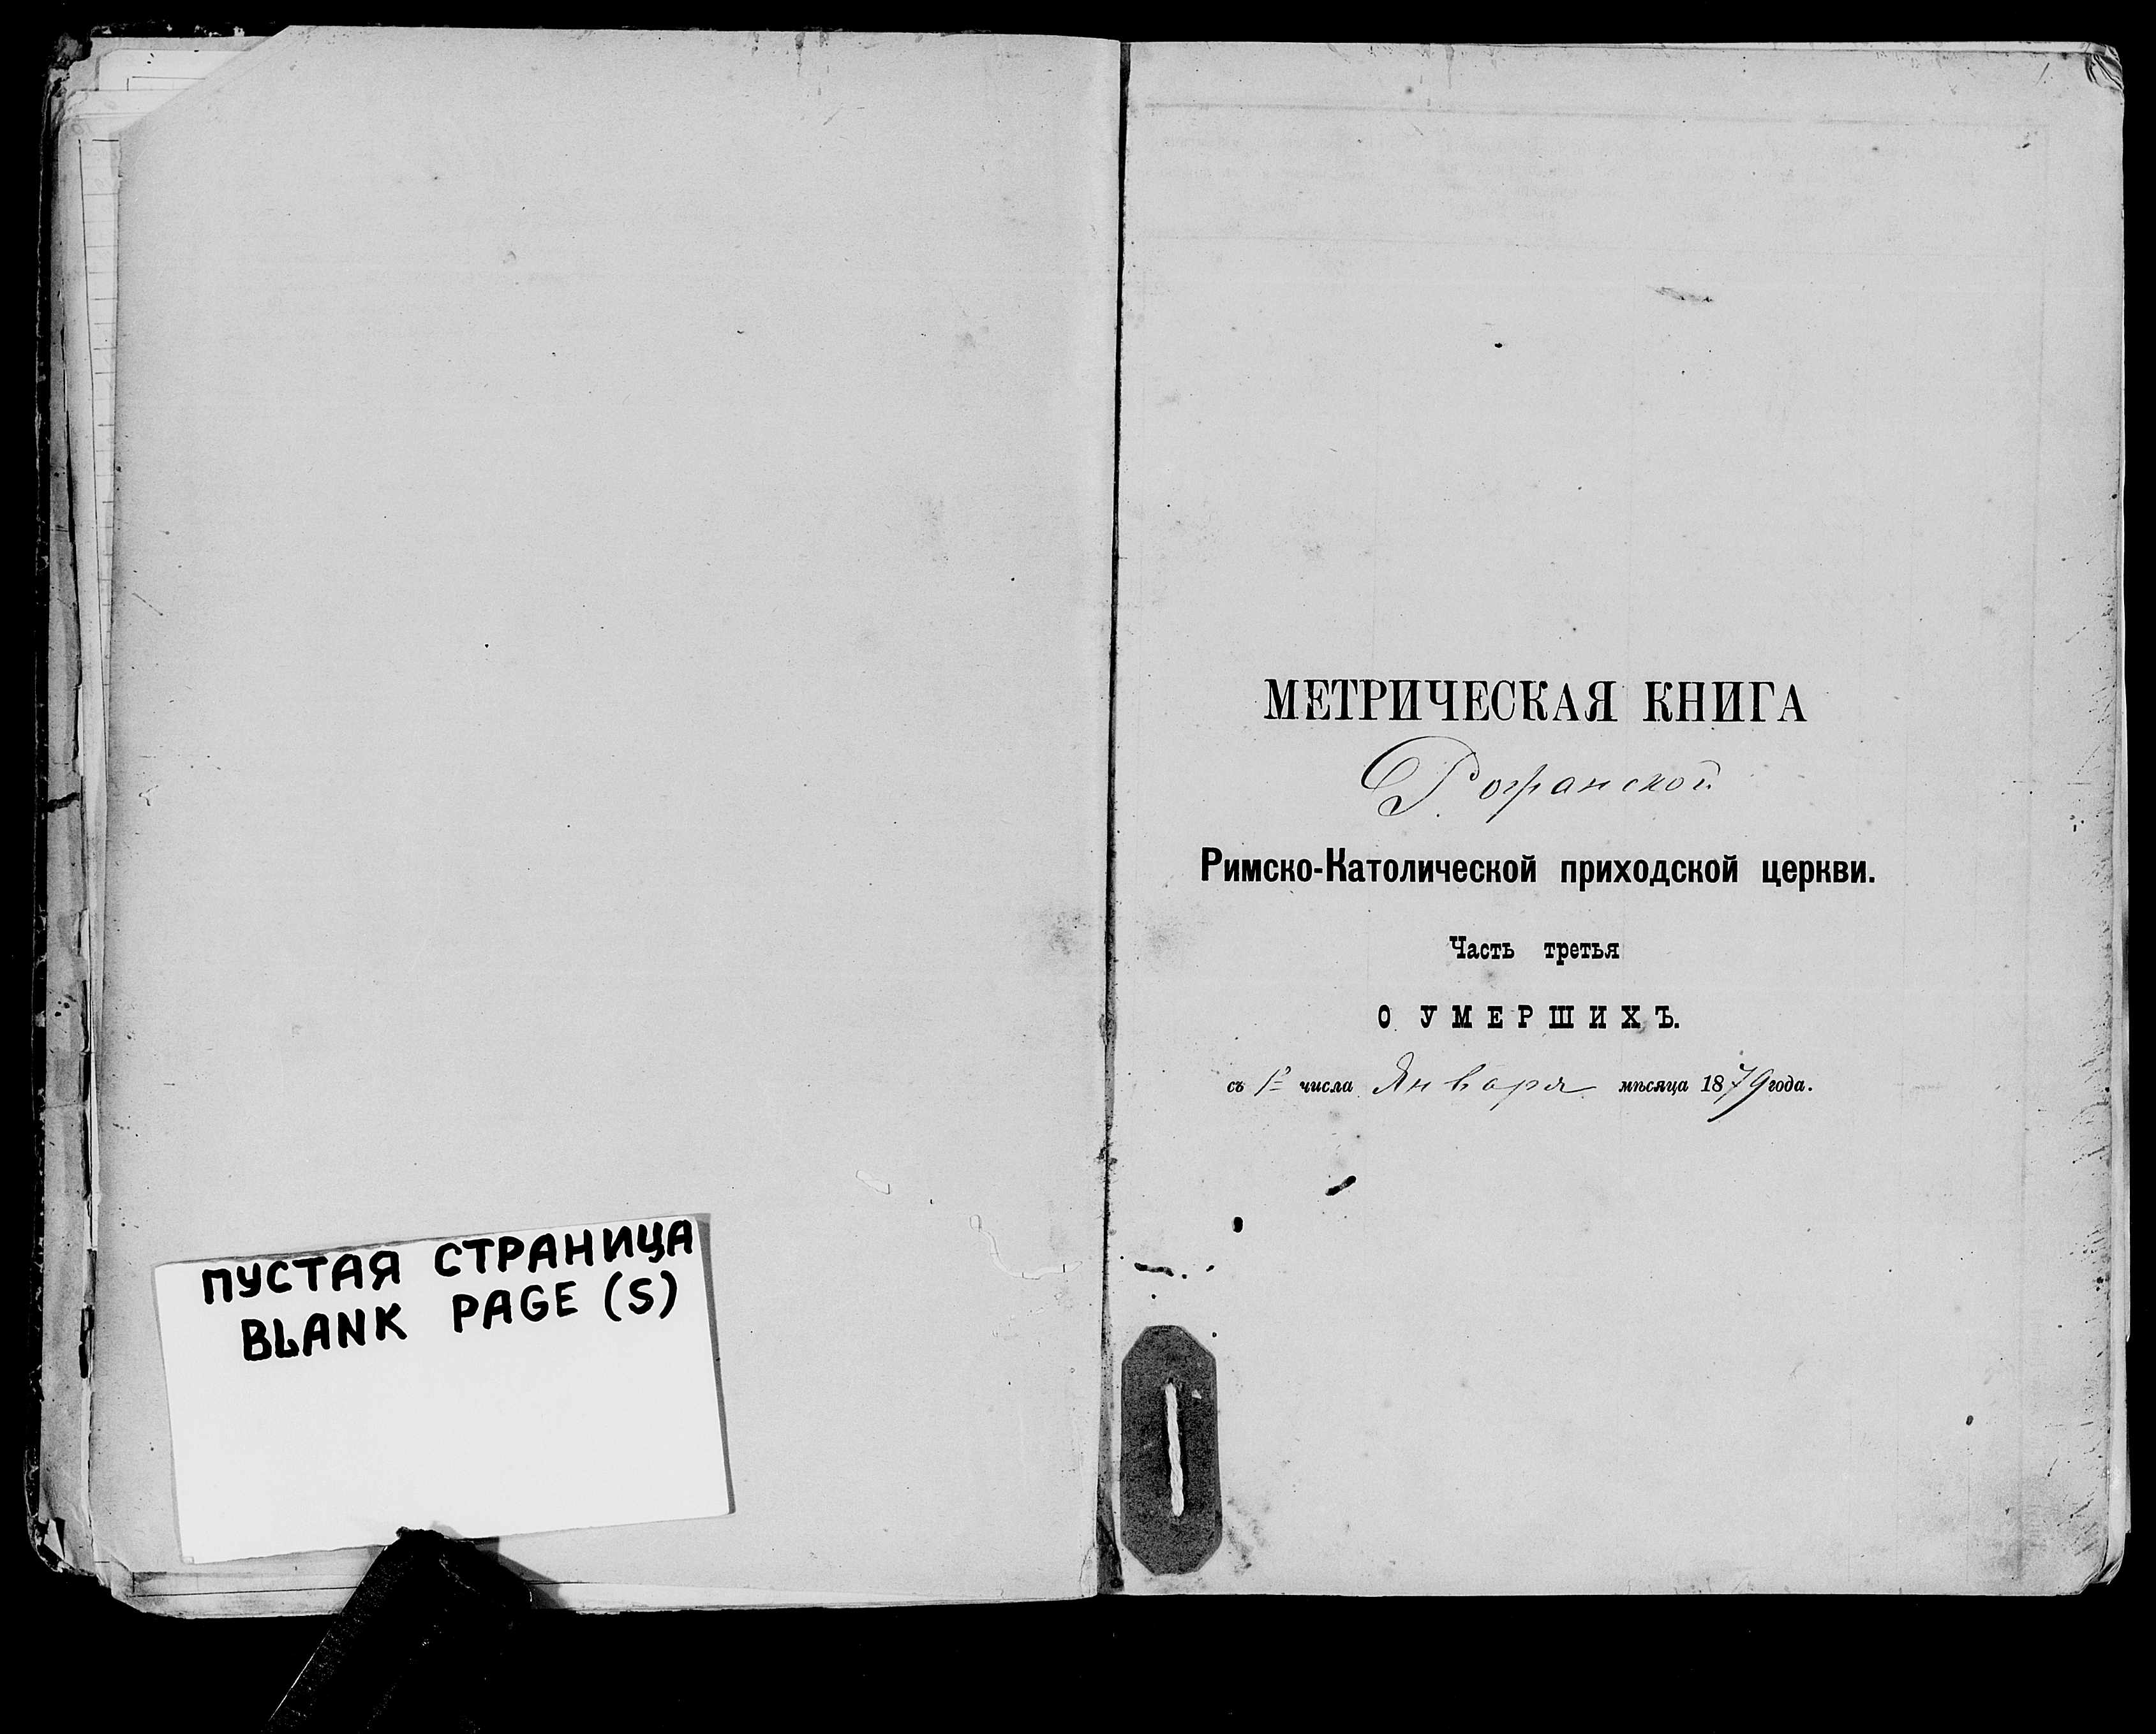 ПУСТАЯ СТРАНИЦА
BLANK PAGE (S)
МЕТРИЧЕСКАЯ КНИГА
Римско-Католической приходской церкви.
Часть третья
О УМЕРШИХЪ.
съ 1го числа Января мѣсяца 1879 года.